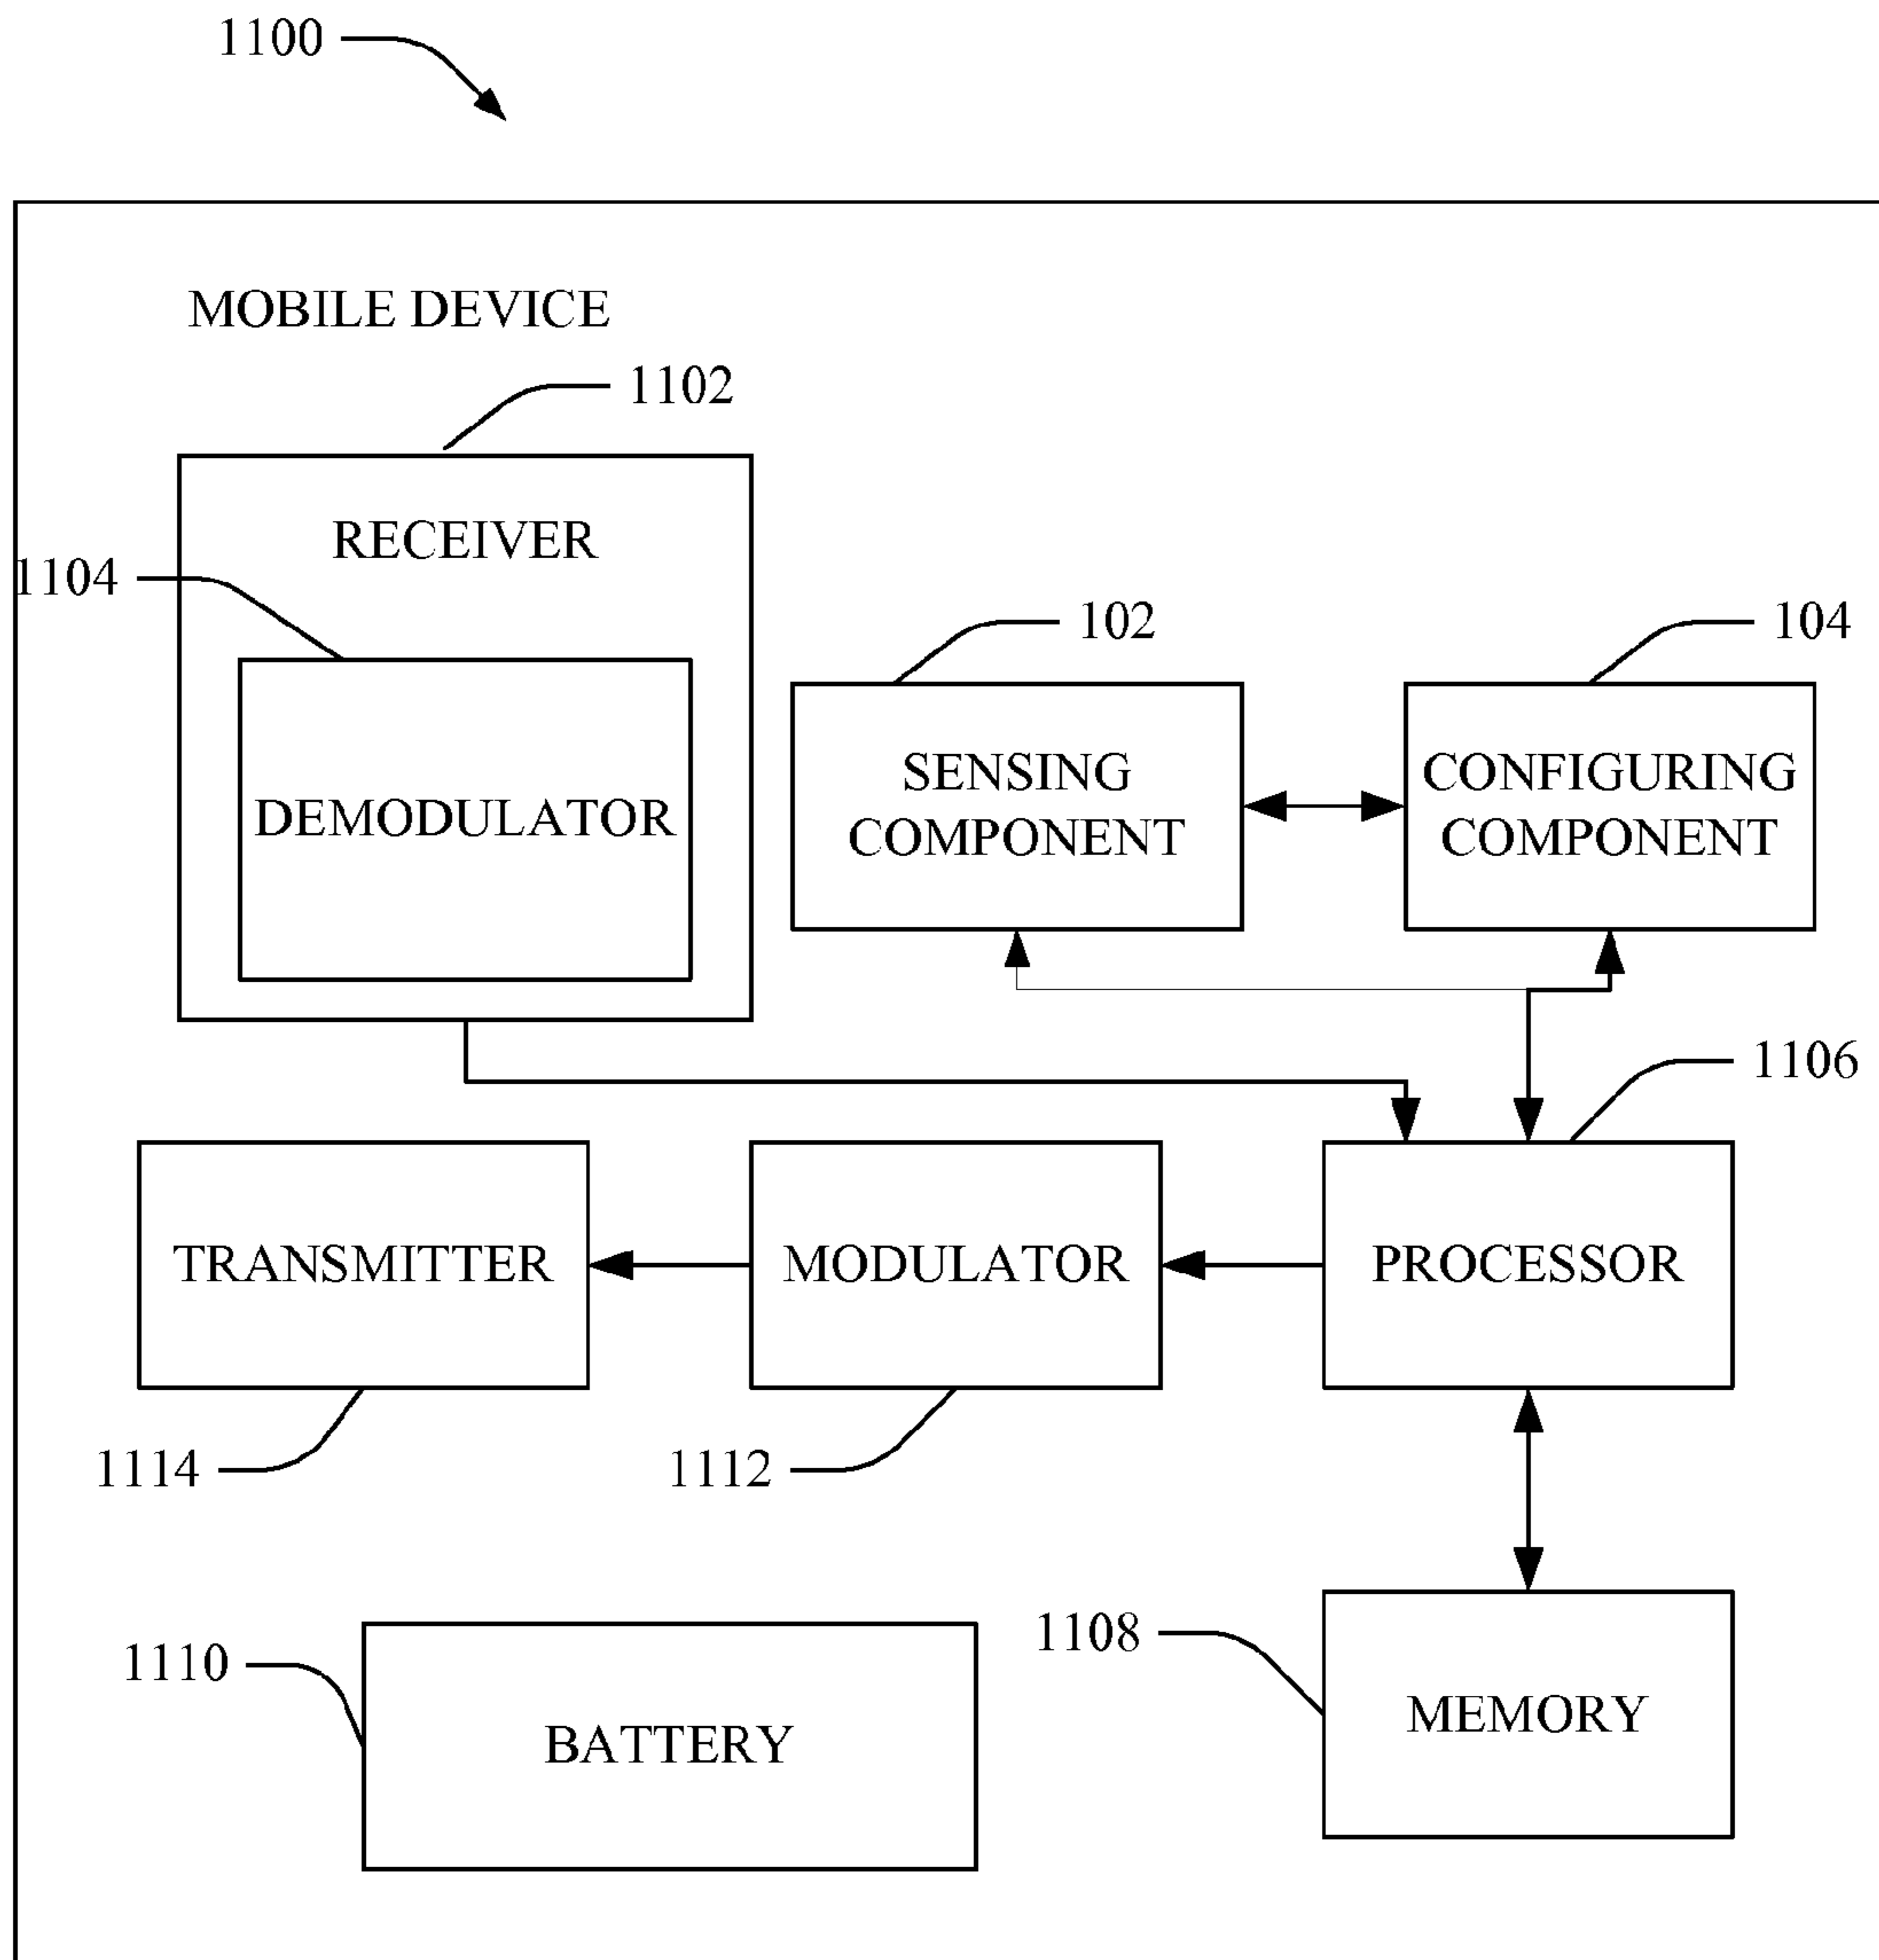 1100
MOBILE DEVICE
1102
RECEIVER
1104
DEMODULATOR
102
104
SENSING
COMPONENT
CONFIGURING
COMPONENT
1106
TRANSMITTER
MODULATOR
PROCESSOR
1114
1112
1110
BATTERY
1108
MEMORY